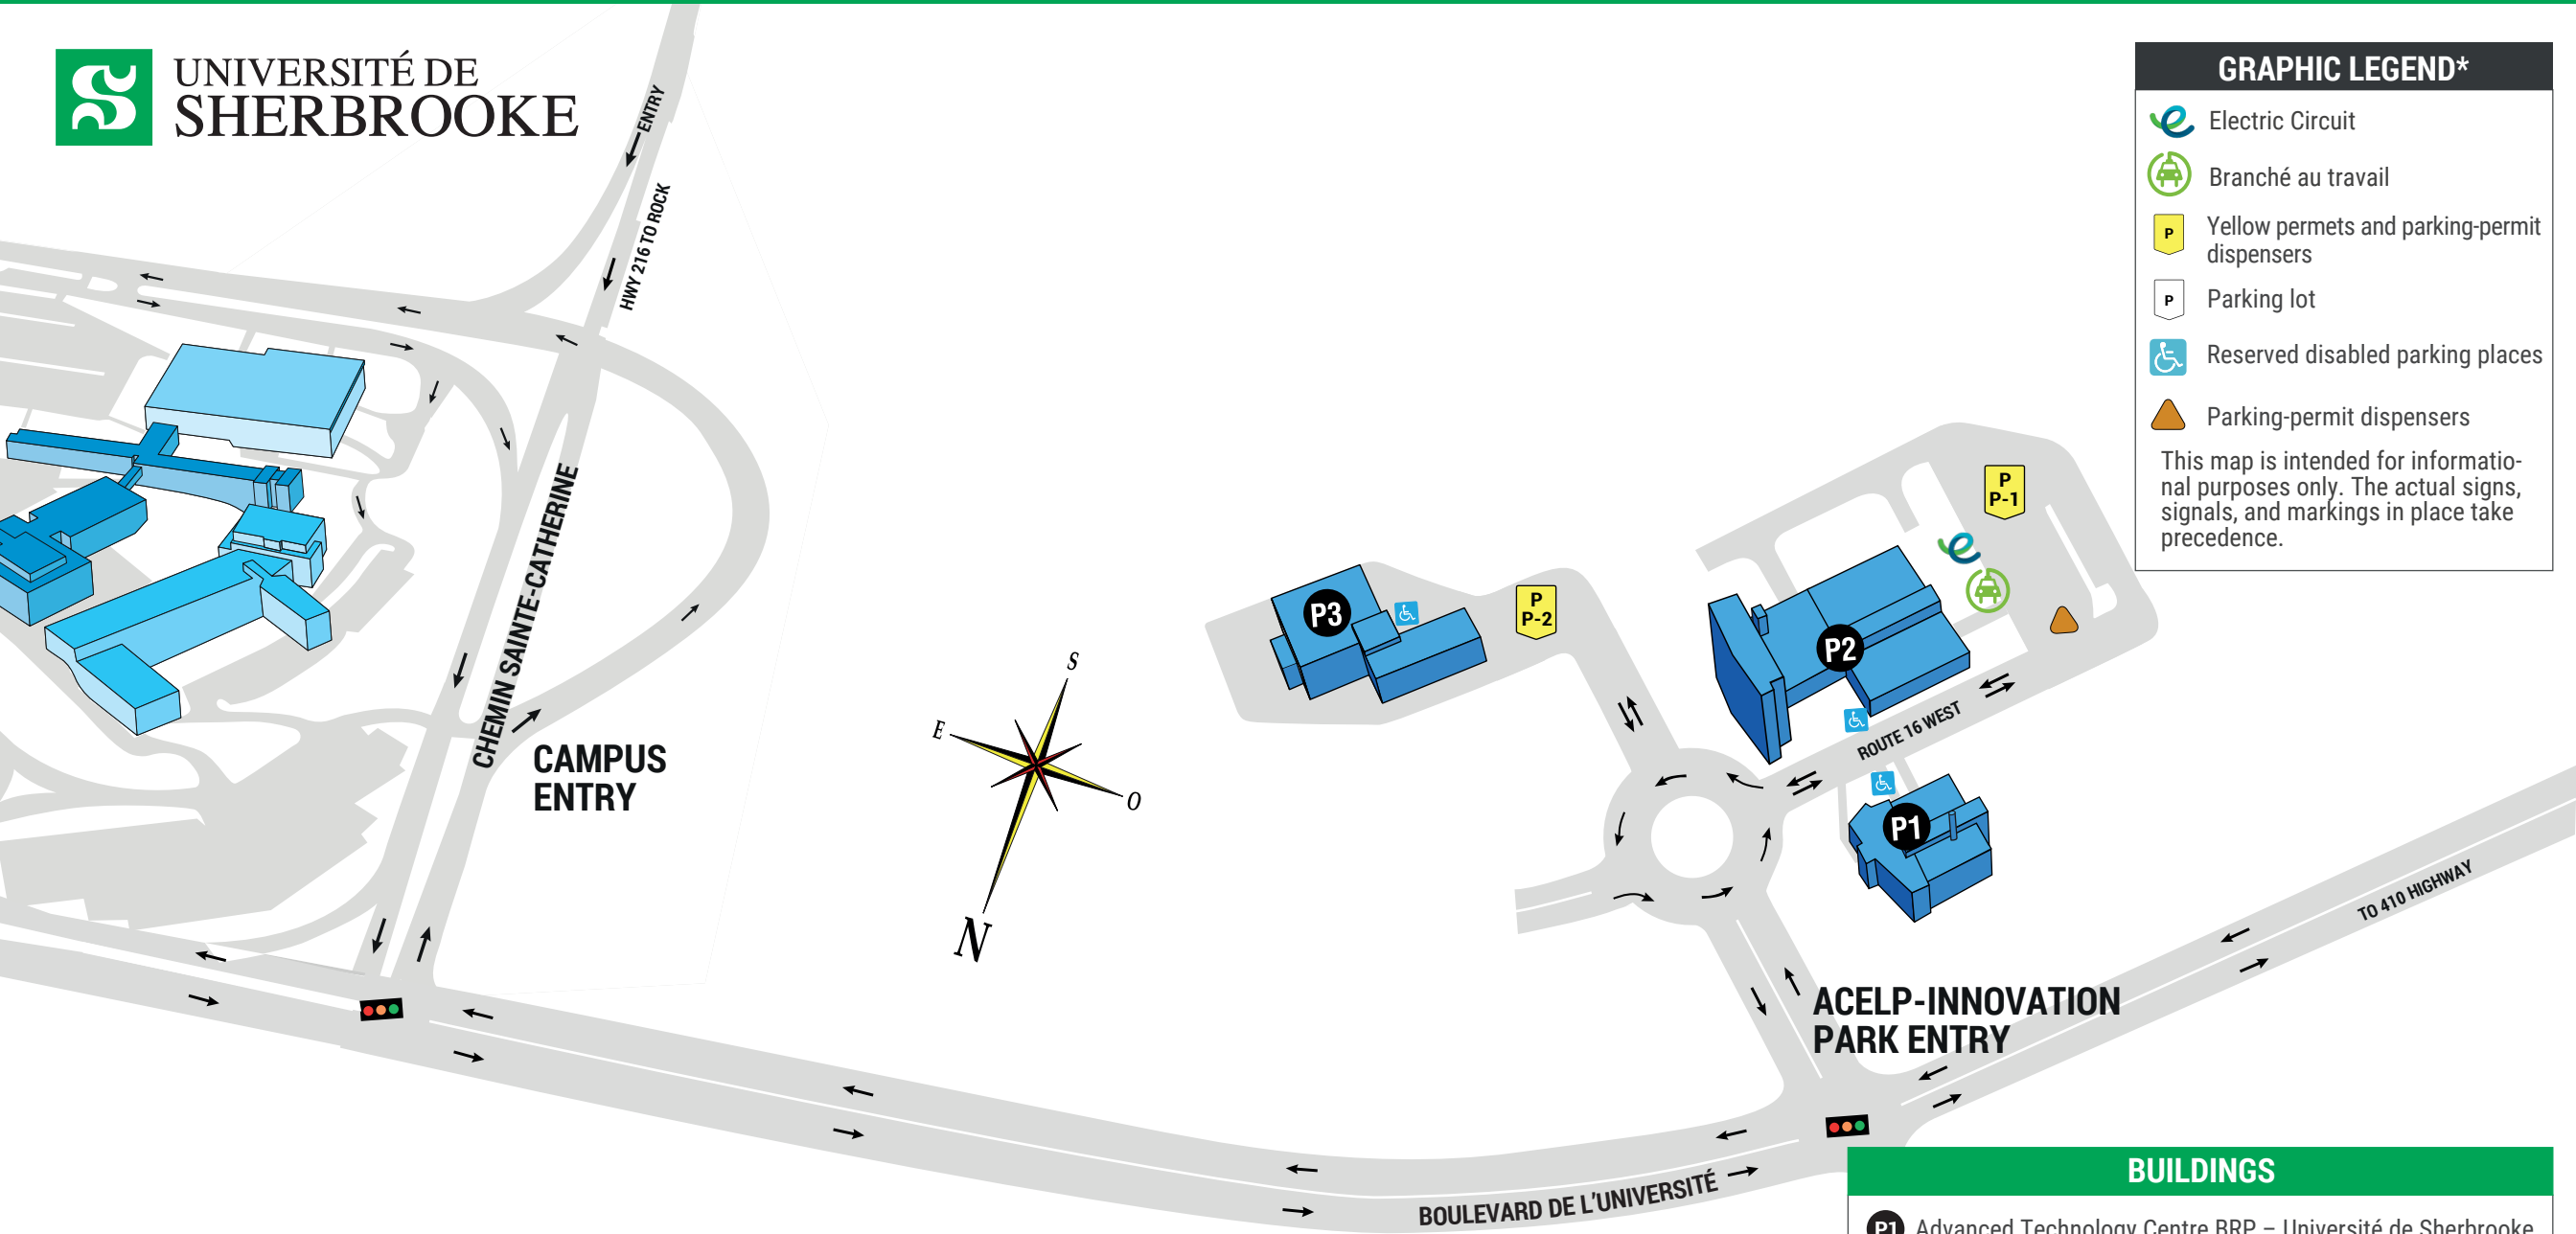 UNIVERSITÉ DE
SHERBROOKE
ENTRY
HWY 216 TO ROCK
CHEMIN SAINTE-CATHERINE
CAMPUS
ENTRY
S
E
O
N
P3
P
P-2
P
P-1
P2
ROUTE 16 WEST
P1
TO 410 HIGHWAY
ACELP-INNOVATION
PARK ENTRY
BOULEVARD DE L'UNIVERSITÉ
GRAPHIC LEGEND*
Electric Circuit
Branché au travail
P
Yellow permets and parking-permit
dispensers
P
Parking lot
Reserved disabled parking places
Parking-permit dispensers
This map is intended for informatio-
nal purposes only. The actual signs,
signals, and markings in place take
precedence.
BUILDINGS
P1 Advanced Technology Centre BRP – Université de Sherbrooke